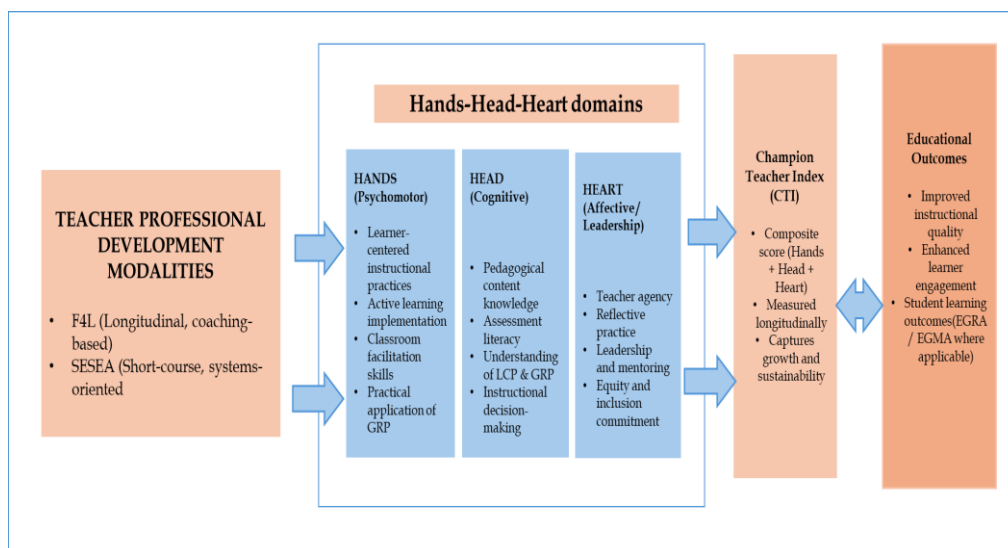 TEACHER PROFESSIONAL
DEVELOPMENT
MODALITIES
• F4L (Longitudinal, coaching-
based)
• SESEA (Short-course, systems-
oriented
Hands-Head-Heart domains
HANDS
(Psychomotor)
• Learner-
centered
instructional
practices
• Active learning
implementation
• Classroom
facilitation
skills
• Practical
application of
GRP
HEAD
(Cognitive)
• Pedagogical
content
knowledge
• Assessment
literacy
• Understanding
of LCP & GRP
• Instructional
decision-
making
HEART
(Affective/
Leadership)
• Teacher agency
• Reflective
practice
• Leadership
and mentoring
• Equity and
inclusion
commitment
Champion
Teacher Index
(CTI)
• Composite
score (Hands
+ Head +
Heart)
• Measured
longitudinally
• Captures
growth and
sustainability
Educational
Outcomes
• Improved
instructional
quality
• Enhanced
learner
engagement
• Student learning
outcomes(EGRA
/ EGMA where
applicable)